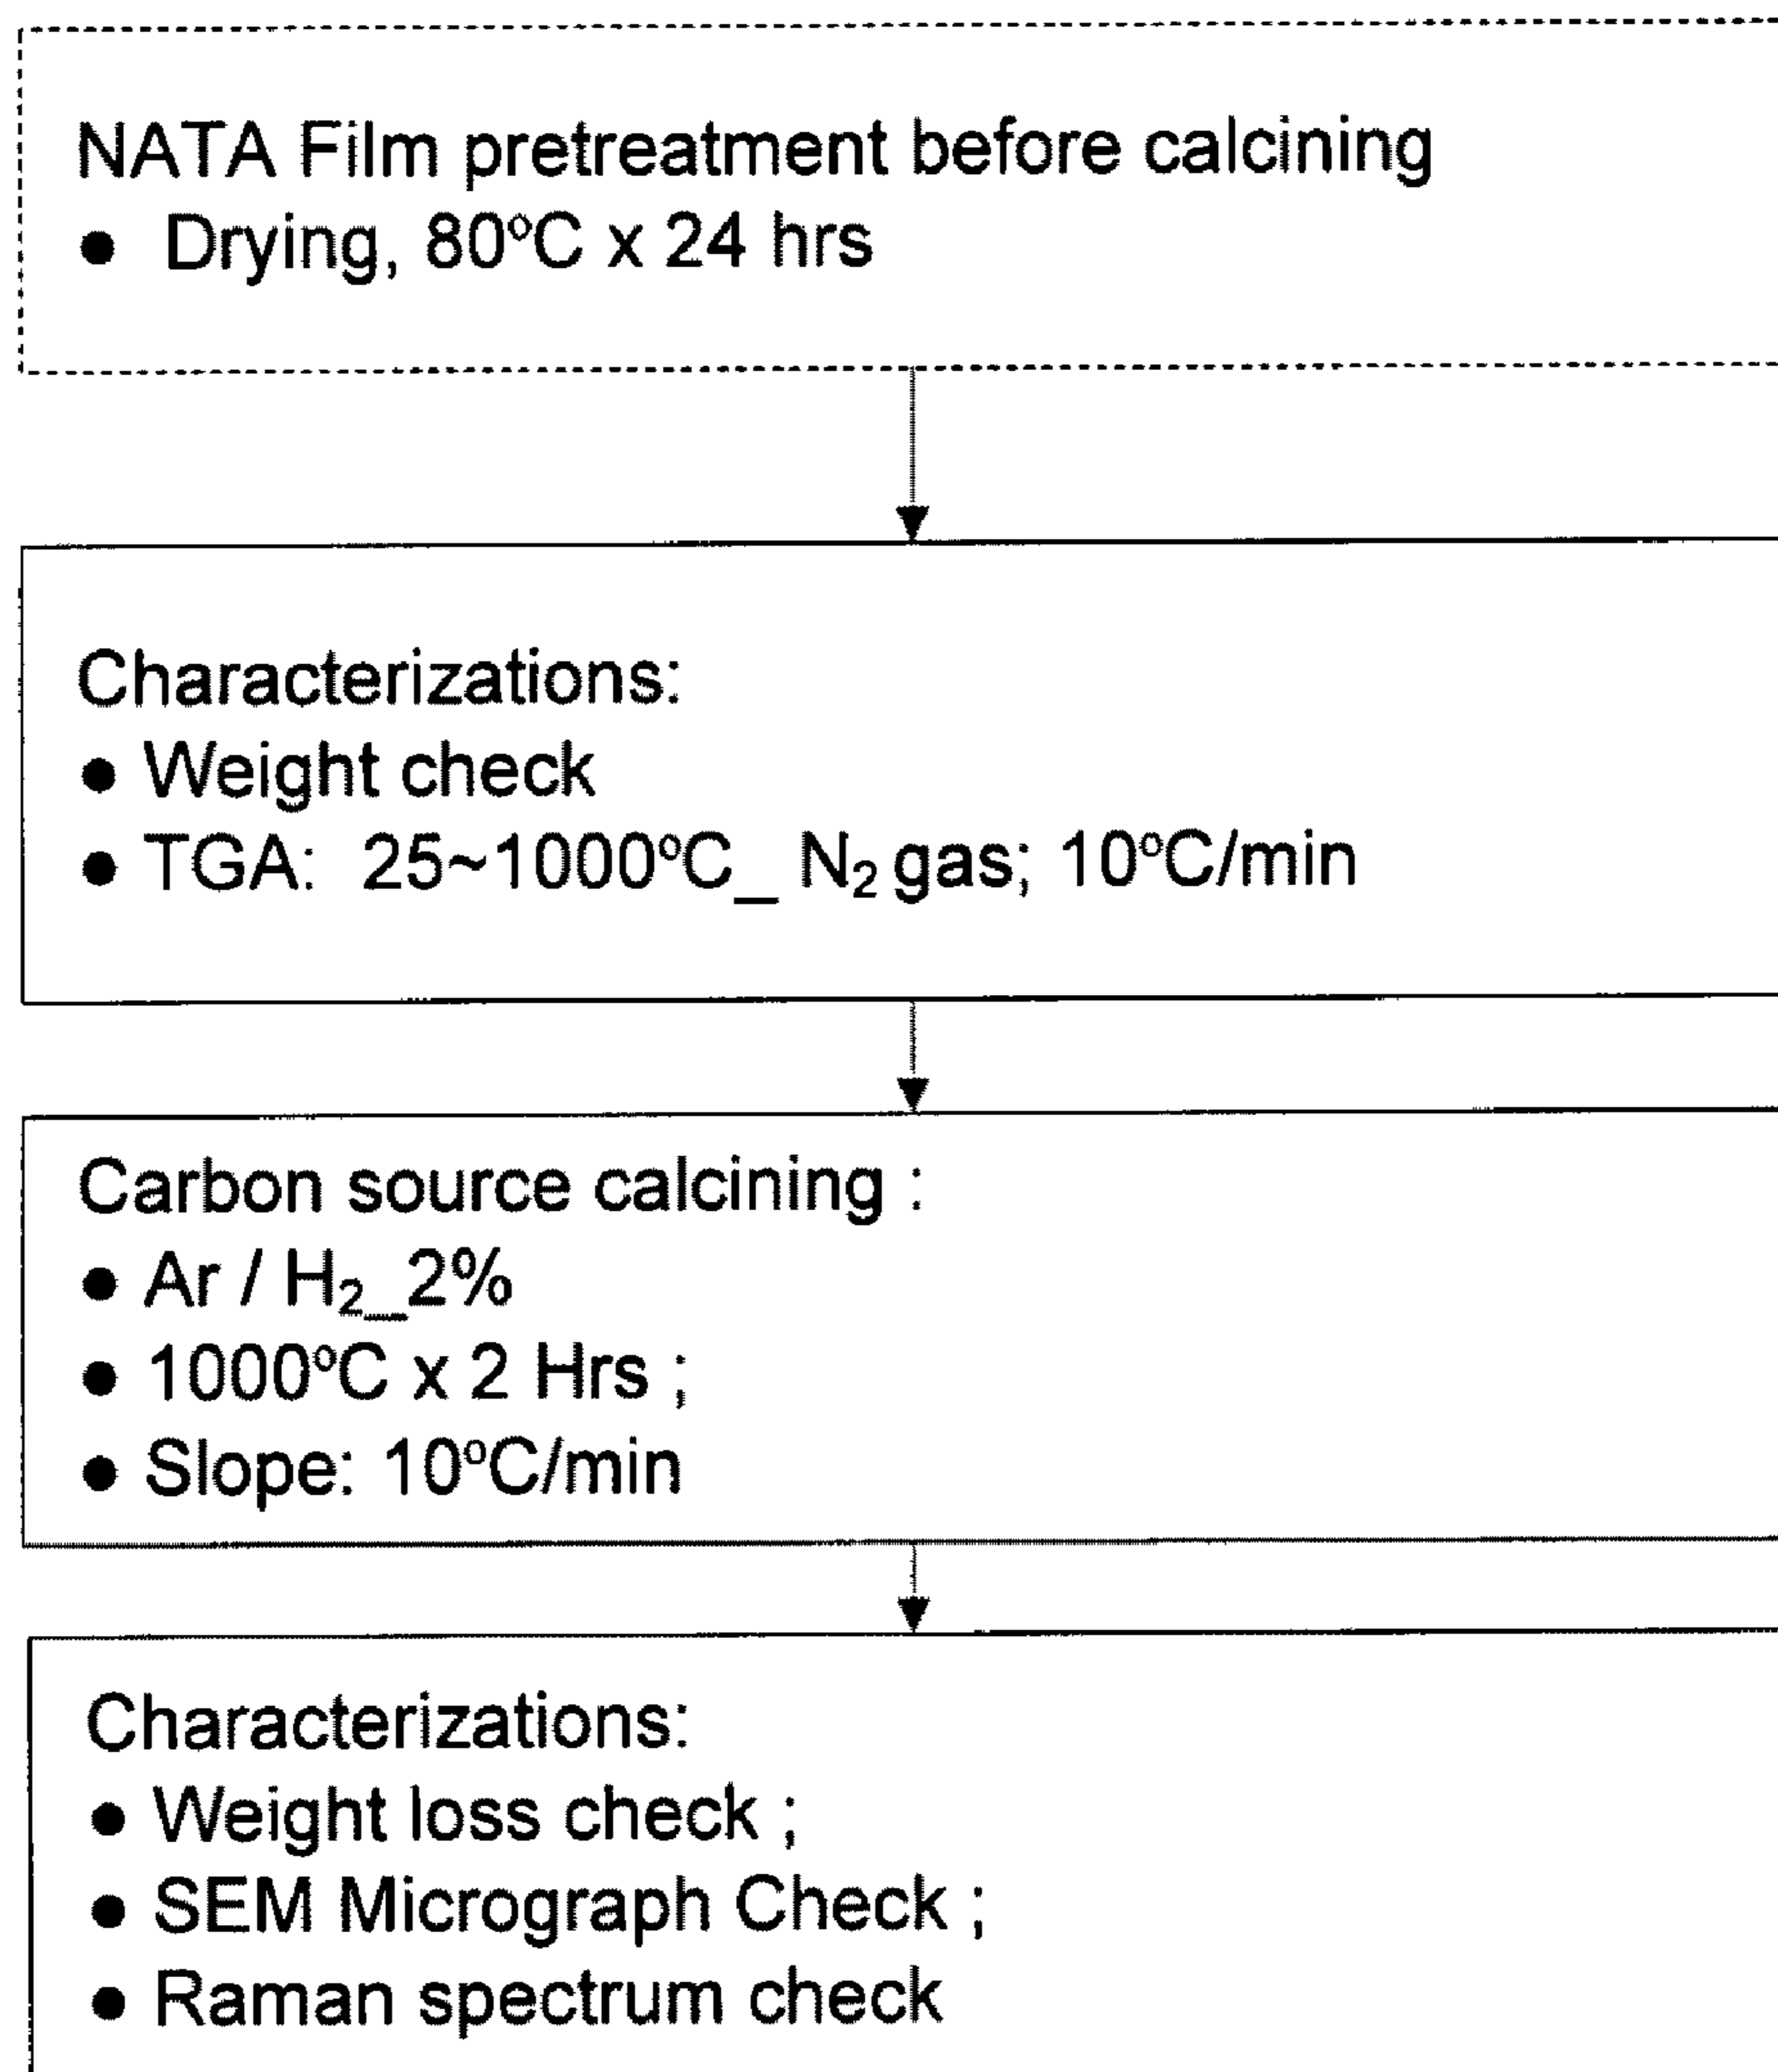 NATA Film pretreatment before calcining
● Drying, 80°C x 24 hrs
Characterizations:
● Weight check
● TGA: 25~1000°C_ N₂ gas; 10°C/min
Carbon source calcining :
● Ar / H₂_2%
● 1000°C x 2 Hrs ;
● Slope: 10°C/min
Characterizations:
● Weight loss check ;
● SEM Micrograph Check ;
● Raman spectrum check